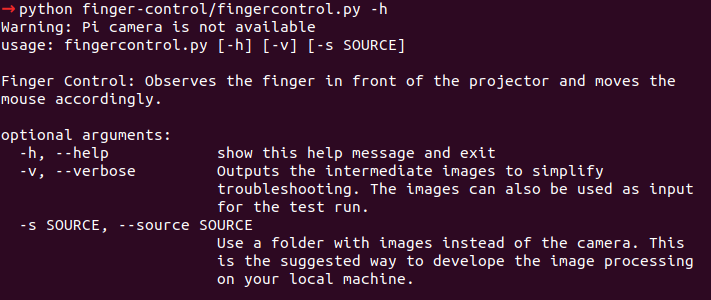 →python finger-control/fingercontrol.py -h
Warning: Pi camera is not available
usage: fingercontrol.py [-h] [-v] [-s SOURCE]
Finger Control: Observes the finger in front of the projector and moves the
mouse accordingly.
optional arguments:
-h, --help show this help message and exit
-v, --verbose Outputs the intermediate images to simplify
troubleshooting. The images can also be used as input
for the test run.
-s SOURCE, --source SOURCE
Use a folder with images instead of the camera. This
is the suggested way to develope the image processing
on your local machine.